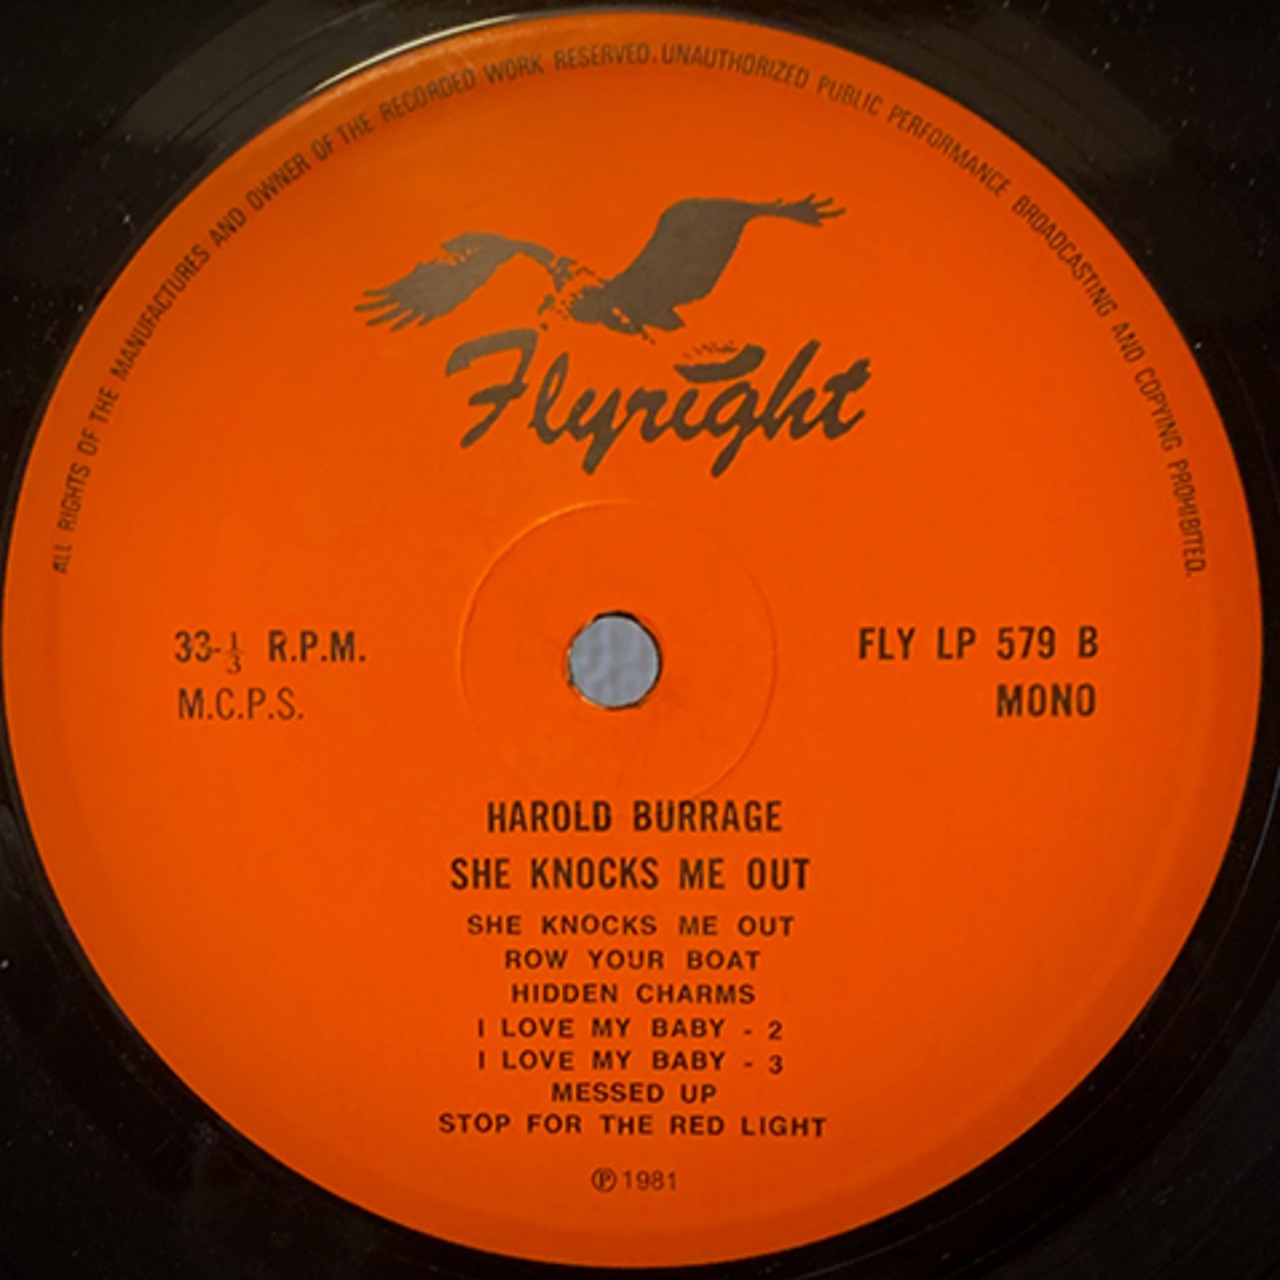 ALL RIGHTS OF THE MANUFACTURES AND OWNER OF THE RECORDED WORK RESERVED. UNAUTHORIZED PUBLIC PERFORMANCE BROADCASTING AND COPYING PROHIBITED.
Flyright
33-1/3 R.P.M.
M.C.P.S.
FLY LP 579 B
MONO
HAROLD BURRAGE
SHE KNOCKS ME OUT
SHE KNOCKS ME OUT
ROW YOUR BOAT
HIDDEN CHARMS
I LOVE MY BABY - 2
I LOVE MY BABY - 3
MESSED UP
STOP FOR THE RED LIGHT
℗ 1981